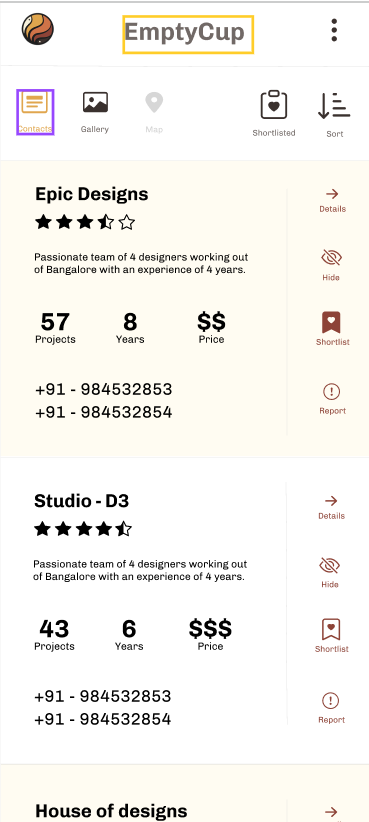 EmptyCup
Contacts
Gallery
Map
Shortlisted
Sort
Epic Designs
Details
Passionate team of 4 designers working out
of Bangalore with an experience of 4 years.
Hide
57
8
$$
Projects
Years
Price
Shortlist
+91 - 984532853
+91 - 984532854
Report
Studio - D3
Details
Passionate team of 4 designers working out
of Bangalore with an experience of 4 years.
Hide
43
6
$$$
Projects
Years
Price
Shortlist
+91 - 984532853
+91 - 984532854
Report
House of designs